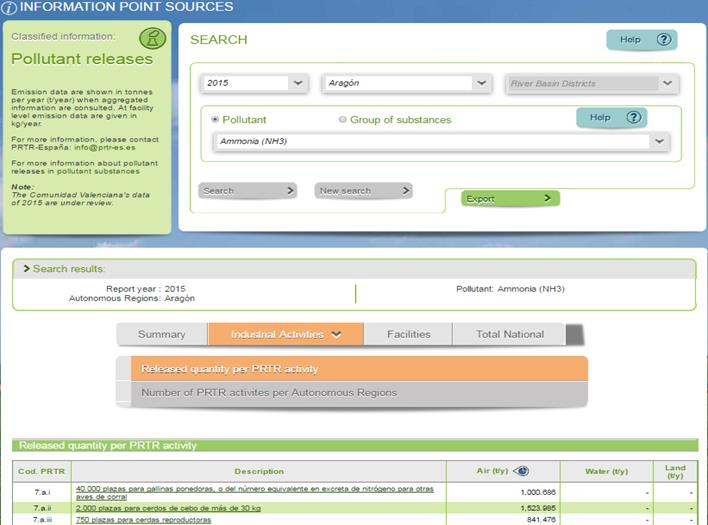 INFORMATION POINT SOURCES
Classified information:
Pollutant releases
Emission data are shown in tonnes
per year (t/year) when aggregated
information are consulted. At facility
level emission data are given in
kg/year.
For more information, please contact
PRTR-España: info@prtr-es.es
For more information about pollutant
releases in pollutant substances
Note:
The Comunidad Valenciana's data
of 2015 are under review.
SEARCH
Help ?
2015
Aragón
River Basin Districts
Pollutant
Group of substances
Help ?
Ammonia (NH3)
Search >
New search >
Export >
> Search results:
Report year : 2015
Autonomous Regions: Aragón
Pollutant: Ammonia (NH3)
Summary
Industrial Activities
Facilities
Total National
Released quantity per PRTR activity
Number of PRTR activites per Autonomous Regions
Released quantity per PRTR activity
Cod. PRTR Description Air (t/y) Water (t/y) Land (t/y)
7.a.i 40.000 plazas para gallinas ponedoras, o del número equivalente en excreta de nitrógeno para otras
aves de corral 1,000.686 - -
7.a.ii 2.000 plazas para cerdos de cebo de más de 30 kg 1,523.985 - -
7.a.iii 750 plazas para cerdas reproductoras 841.476 - -